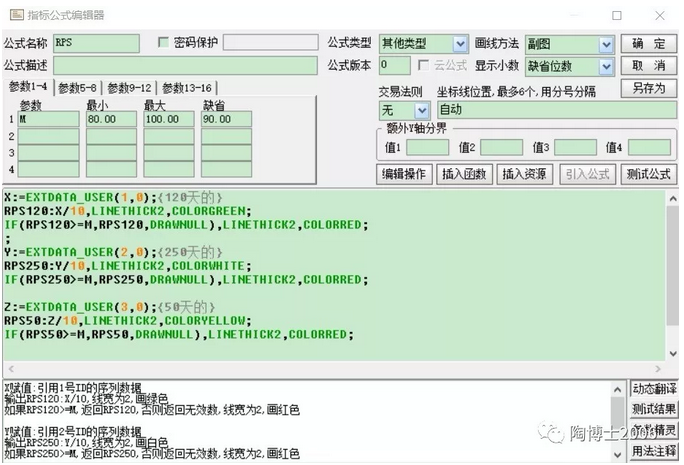 指标公式编辑器
公式名称 RPS 密码保护 公式类型 其他类型 画线方法 副图 确 定
公式描述 公式版本 0 云公式 显示小数 缺省位数 取 消
参数1-4 参数5-8 参数9-12 参数13-16 另存为
交易法则 坐标线位置,最多6个,用分号分隔
参数 最小 最大 缺省
无 自动
1 M 80.00 100.00 90.00
2
3
4
额外Y轴分界
值1 值2 值3 值4
编辑操作 插入函数 插入资源 引入公式 测试公式
X:=EXTDATA_USER(1,0);{120天的}
RPS120:X/10,LINETHICK2,COLORGREEN;
IF(RPS120>=M,RPS120,DRAWNULL),LINETHICK2,COLORRED;
;
Y:=EXTDATA_USER(2,0);{250天的}
RPS250:Y/10,LINETHICK2,COLORWHITE;
IF(RPS250>=M,RPS250,DRAWNULL),LINETHICK2,COLORRED;
Z:=EXTDATA_USER(3,0);{50天的}
RPS50:Z/10,LINETHICK2,COLORYELLOW;
IF(RPS50>=M,RPS50,DRAWNULL),LINETHICK2,COLORRED;
X赋值:引用1号ID的序列数据
输出RPS120:X/10,线宽为2,画绿色
如果RPS120>=M,返回RPS120,否则返回无效数,线宽为2,画红色
Y赋值:引用2号ID的序列数据
输出RPS250:Y/10,线宽为2,画白色
如果RPS250>=M,返回RPS250,否则返回无效数,线宽为2,画红色
动态翻译
测试结果
条件精灵
用法注释
陶博士2006